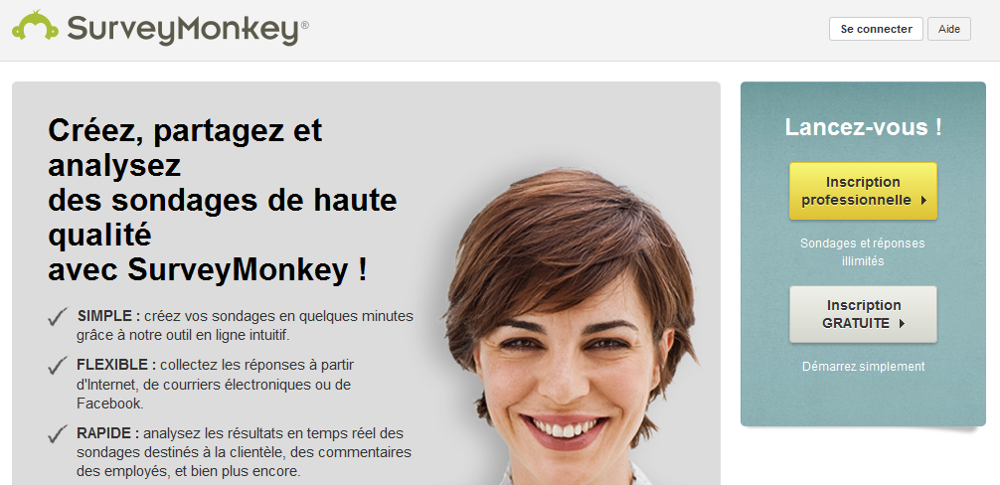 SurveyMonkey®
Se connecter
Aide
Créez, partagez et
analysez
des sondages de haute
qualité
avec SurveyMonkey !
SIMPLE : créez vos sondages en quelques minutes
grâce à notre outil en ligne intuitif.
FLEXIBLE : collectez les réponses à partir
d'Internet, de courriers électroniques ou de
Facebook.
RAPIDE : analysez les résultats en temps réel des
sondages destinés à la clientèle, des commentaires
des employés, et bien plus encore.
Lancez-vous !
Inscription
professionnelle
Sondages et réponses
illimités
Inscription
GRATUITE
Démarrez simplement